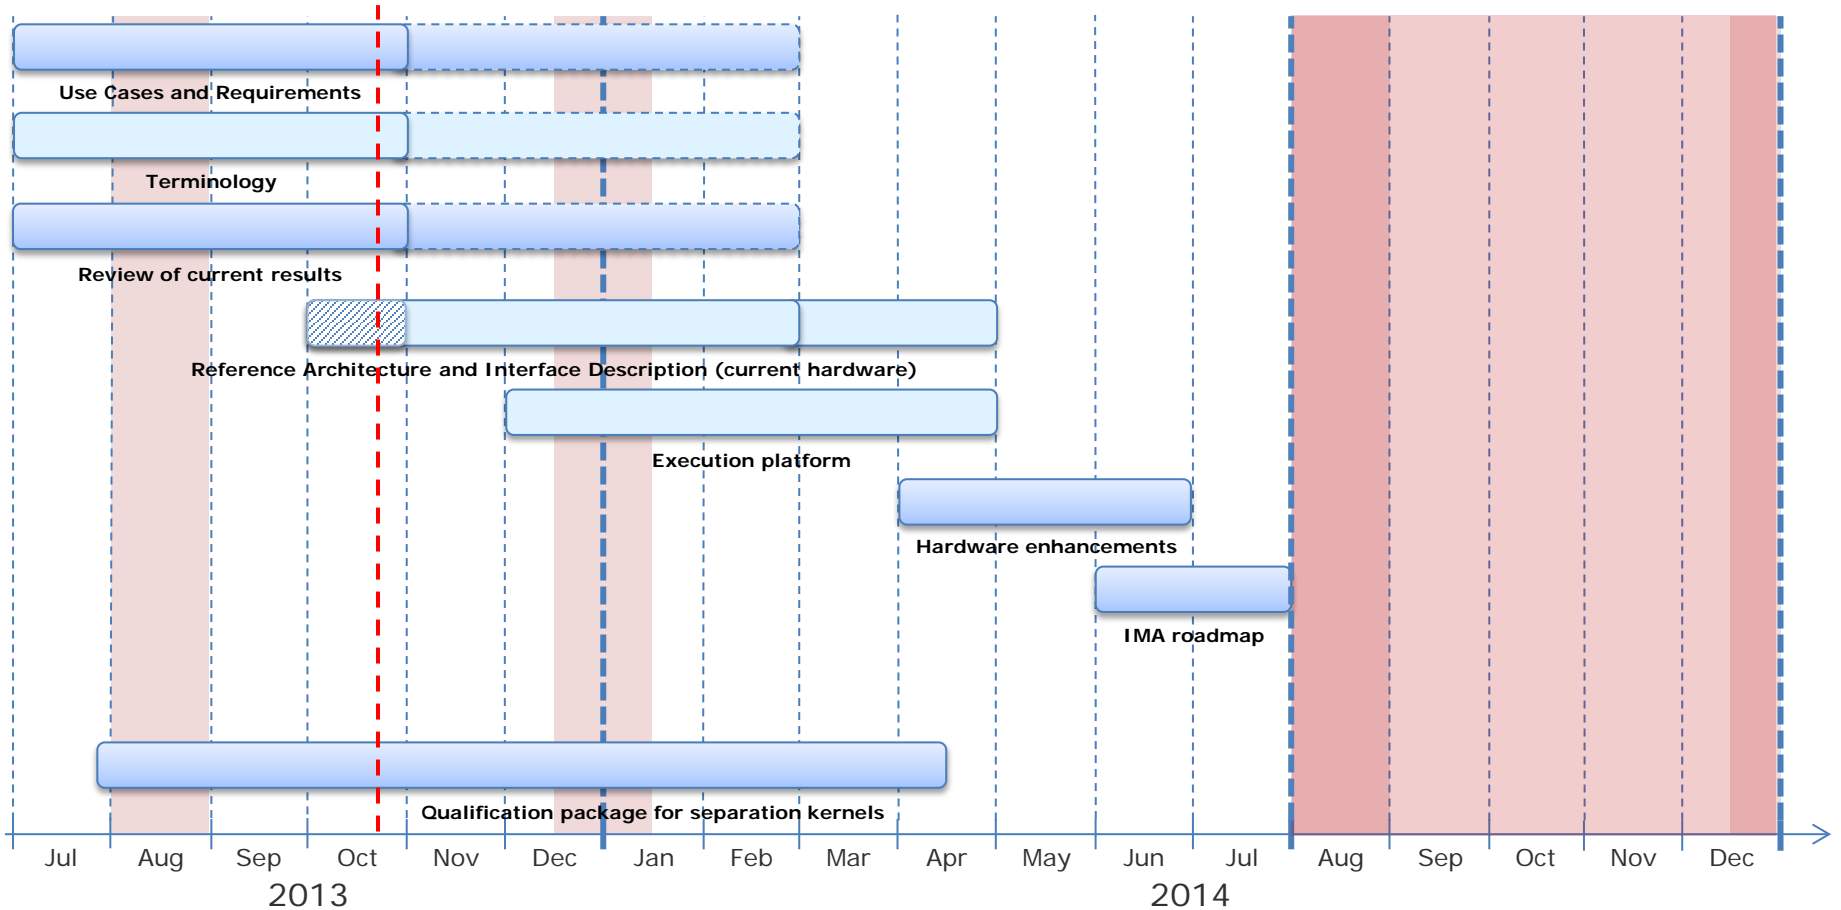 Use Cases and Requirements
Terminology
Review of current results
Reference Architecture and Interface Description (current hardware)
Execution platform
Hardware enhancements
IMA roadmap
Qualification package for separation kernels
Jul Aug Sep Oct Nov Dec Jan Feb Mar Apr May Jun Jul Aug Sep Oct Nov Dec
2013 2014